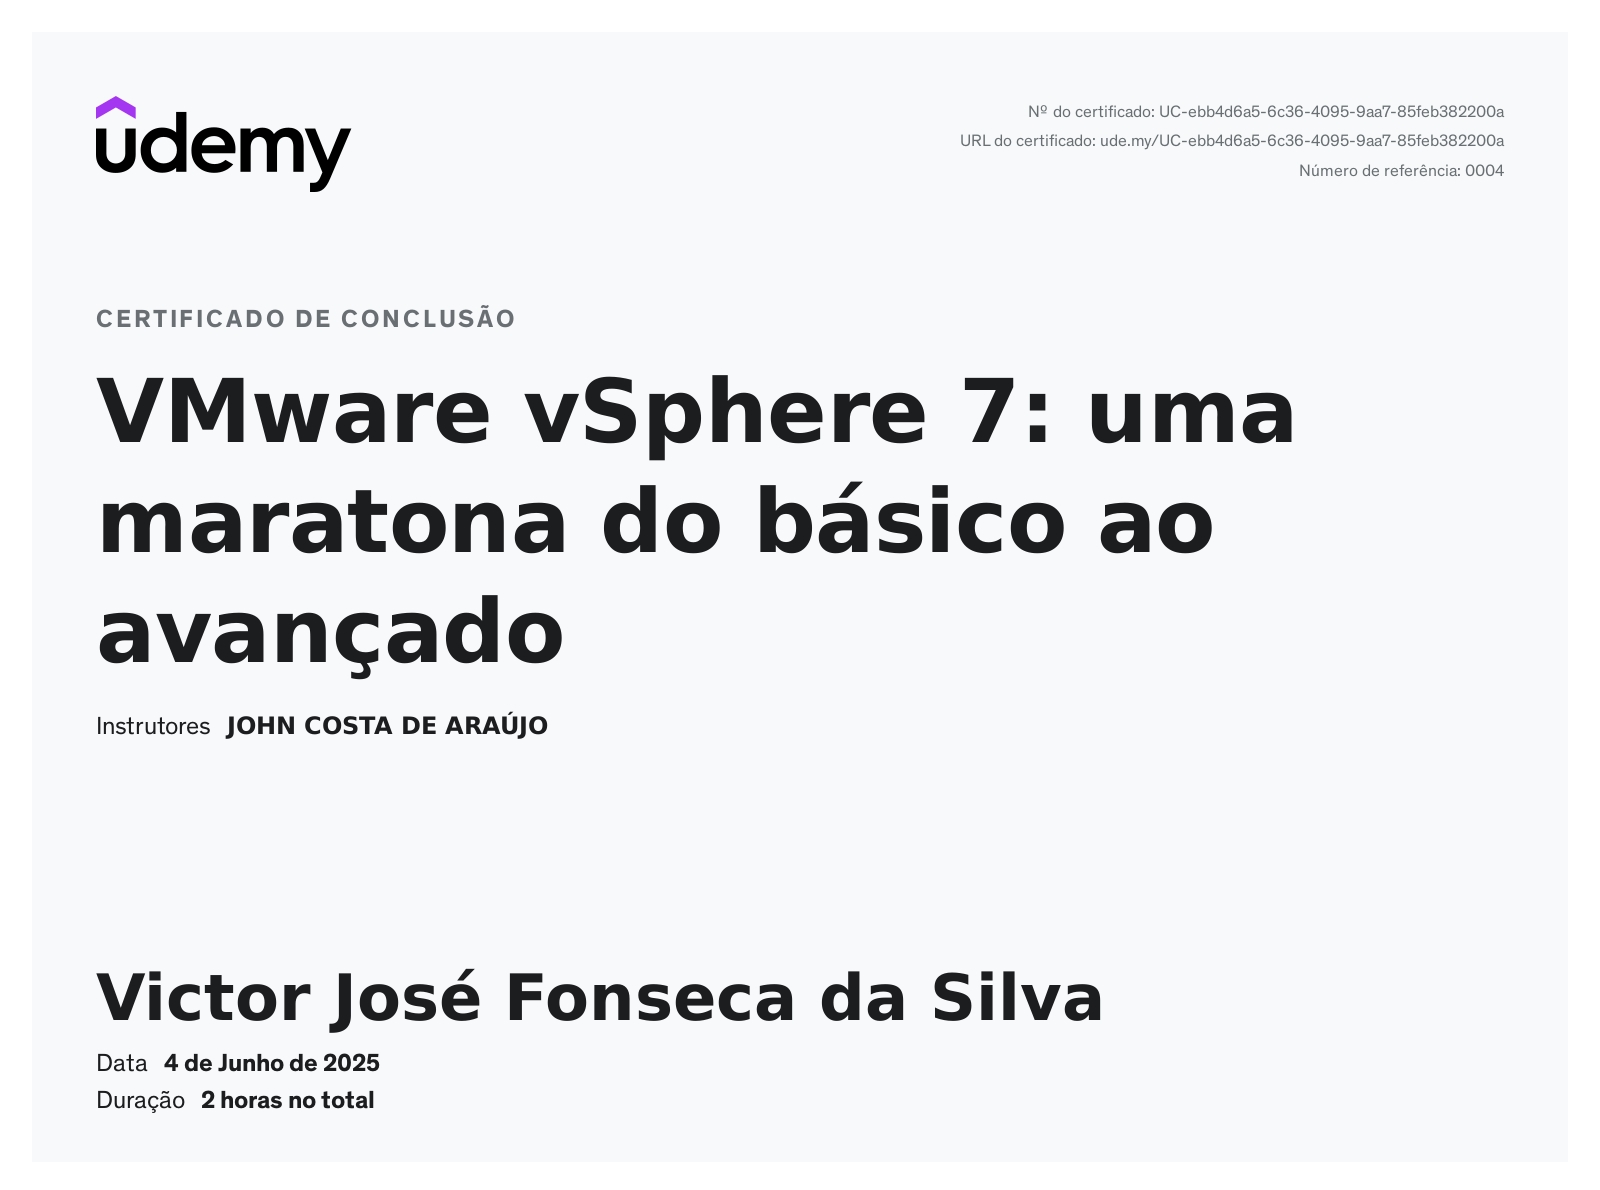 udemy
Nº do certificado: UC-ebb4d6a5-6c36-4095-9aa7-85feb382200a
URL do certificado: ude.my/UC-ebb4d6a5-6c36-4095-9aa7-85feb382200a
Número de referência: 0004
CERTIFICADO DE CONCLUSÃO
VMware vSphere 7: uma
maratona do básico ao
avançado
Instrutores JOHN COSTA DE ARAÚJO
Victor José Fonseca da Silva
Data 4 de Junho de 2025
Duração 2 horas no total